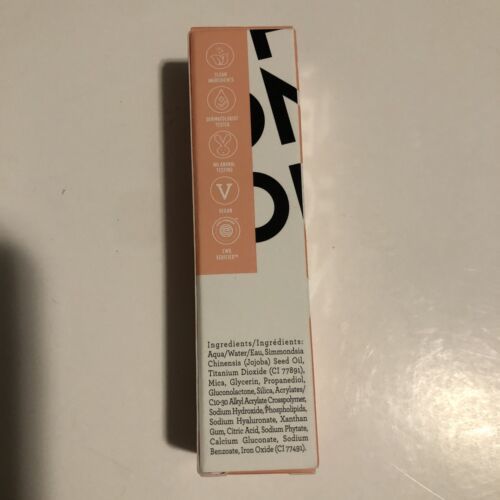 CLEAN
INGREDIENTS
DERMATOLOGIST
TESTED
NO ANIMAL
TESTING
V
VEGAN
EWG
VERIFIED™
Ingredients/Ingrédients:
Aqua/Water/Eau, Simmondsia
Chinensis (Jojoba) Seed Oil,
Titanium Dioxide (CI 77891),
Mica, Glycerin, Propanediol,
Gluconolactone, Silica, Acrylates/
C10-30 Alkyl Acrylate Crosspolymer,
Sodium Hydroxide, Phospholipids,
Sodium Hyaluronate, Xanthan
Gum, Citric Acid, Sodium Phytate,
Calcium Gluconate, Sodium
Benzoate, Iron Oxide (CI 77491).